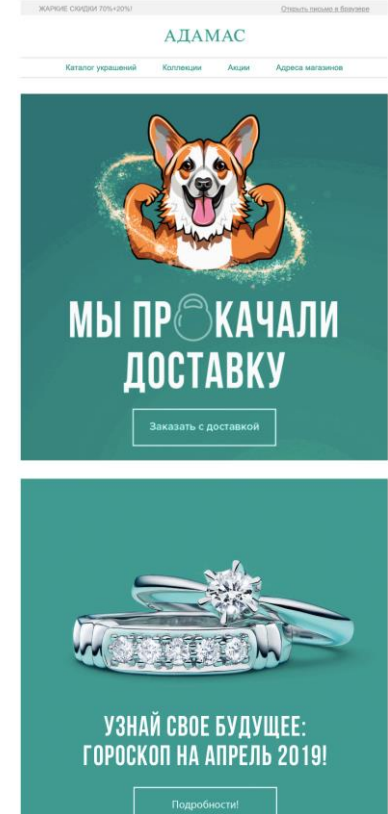 ЖАРКИЕ СКИДКИ 70%+20%!
Открыть письмо в браузере
АДАМАС
Каталог украшений Коллекции Акции Адреса магазинов
МЫ ПРОКАЧАЛИ
ДОСТАВКУ
Заказать с доставкой
УЗНАЙ СВОЕ БУДУЩЕЕ:
ГОРОСКОП НА АПРЕЛЬ 2019!
Подробности!